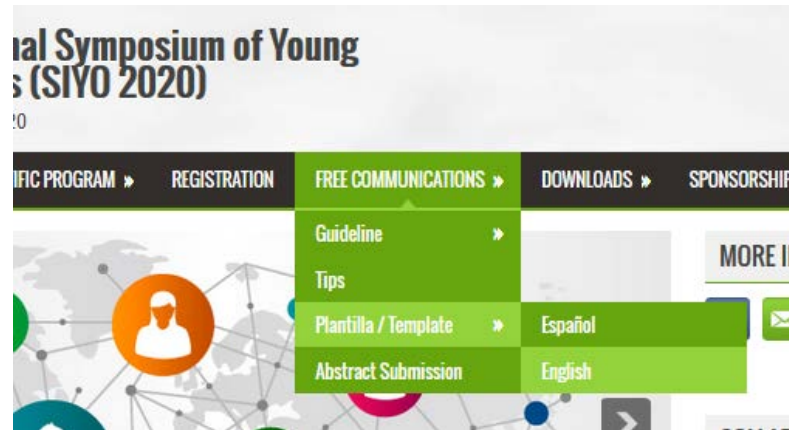 nal Symposium of Young
s (SIYO 2020)
20
IFIC PROGRAM »
REGISTRATION
FREE COMMUNICATIONS »
DOWNLOADS »
SPONSORSHIP
Guideline »
Tips
Plantilla / Template »
Abstract Submission
Español
English
MORE I